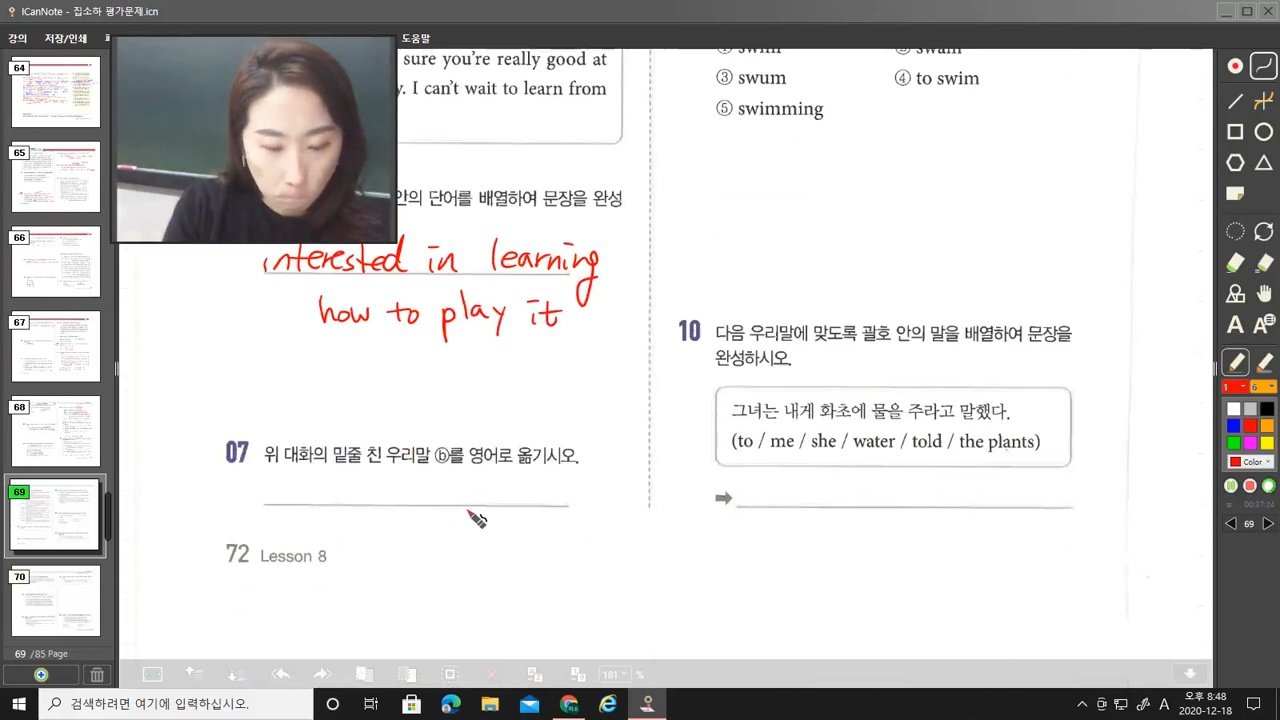 ICanNote - 집소하 평가문제.icn
강의 저장/인쇄 도움말
64
65
66
67
68
69
70
69 /85 Page
sure you're really good at
. I can't wait to learn from
안의 단어를 배열하여 문장을 완성
interested in learning
how to play it
07 위 대화의 밑줄 친 우리말 ⓑ를 영어로 옮기시오.
72 Lesson 8
③ swum
④ to swim
⑤ swimming
10 다음 우리말에 맞도록 괄호 안의 말을 배열하여 문장을
완성하시오.
그녀는 내게 화초에 물을 주라고 말했다.
(to / me / she / water / told / the plants)
➡
1 6
Color
00:37:24
69
181 %
검색하려면 여기에 입력하십시오.
A 오후 8:48
2020-12-18